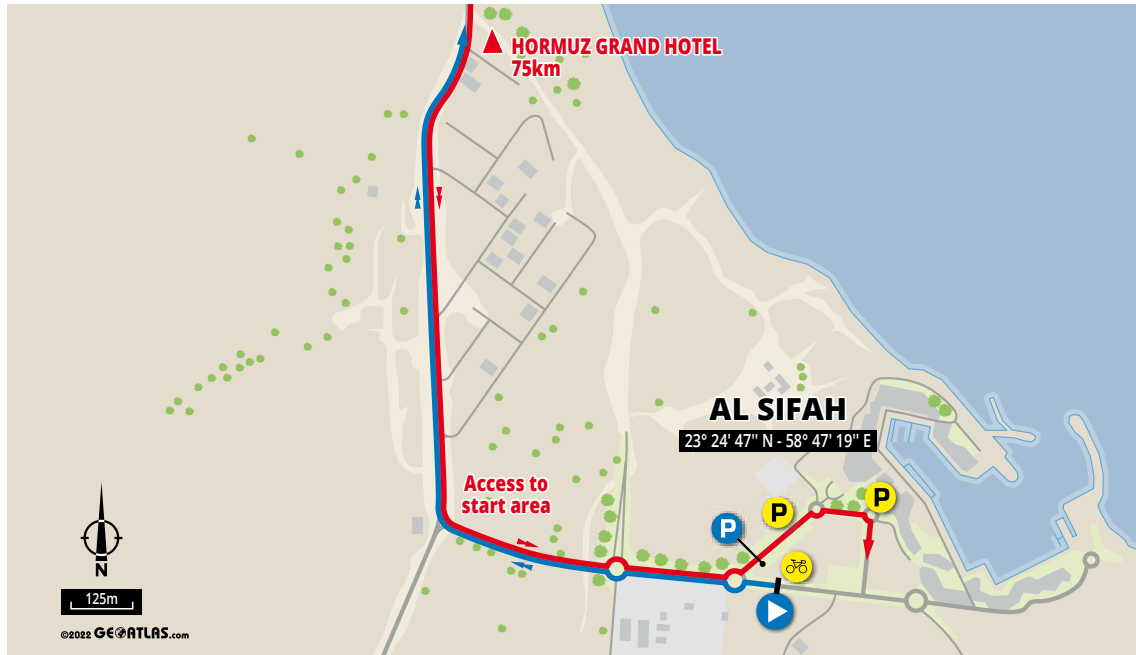 HORMUZ GRAND HOTEL
75km
AL SIFAH
23° 24' 47'' N - 58° 47' 19'' E
Access to
start area
P
P
P
N
125m
©2022 GEOATLAS.com